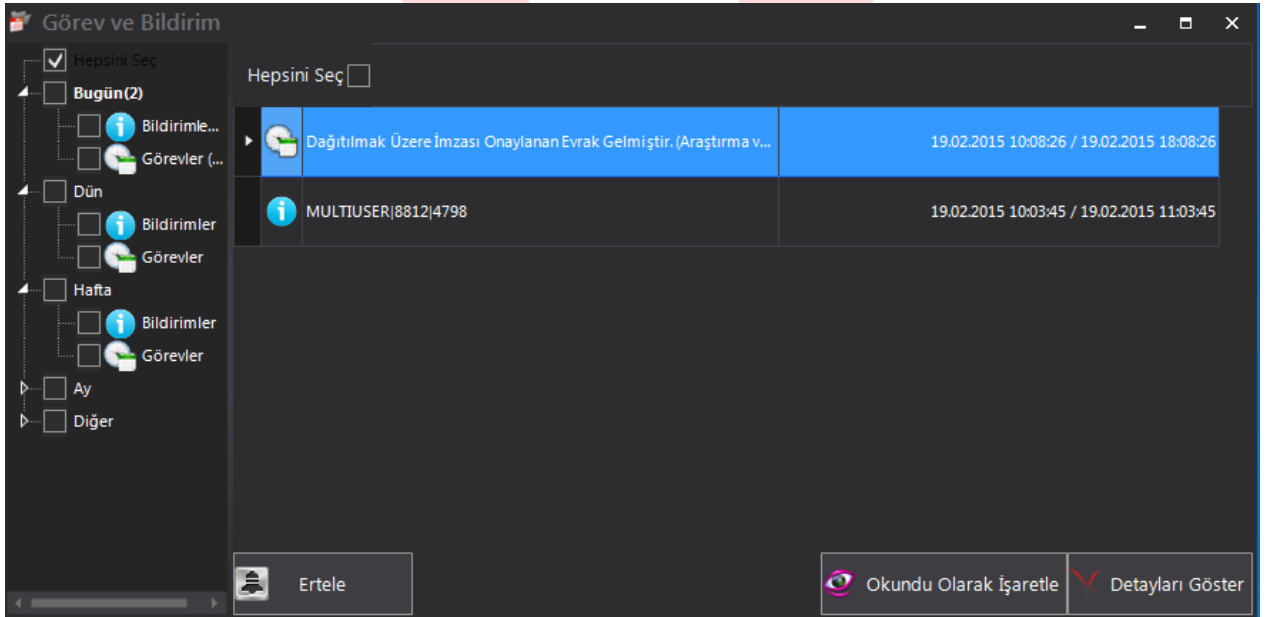 Görev ve Bildirim
Hepsini Seç
Bugün(2)
Bildirimle...
Görevler (...
Dün
Bildirimler
Görevler
Hafta
Bildirimler
Görevler
Ay
Diğer
Hepsini Seç
Dağıtılmak Üzere İmzası Onaylanan Evrak Gelmiştir. (Araştırma v... 19.02.2015 10:08:26 / 19.02.2015 18:08:26
MULTIUSER|8812|4798 19.02.2015 10:03:45 / 19.02.2015 11:03:45
Ertele Okundu Olarak İşaretle Detayları Göster